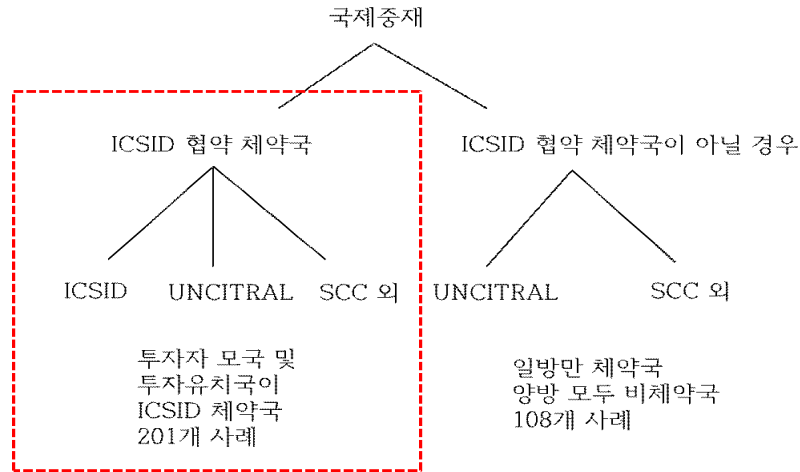 국제중재
ICSID 협약 체약국
ICSID 협약 체약국이 아닐 경우
ICSID
UNCITRAL
SCC 외
UNCITRAL
SCC 외
투자자 모국 및
투자유치국이
ICSID 체약국
201개 사례
일방만 체약국
양방 모두 비체약국
108개 사례